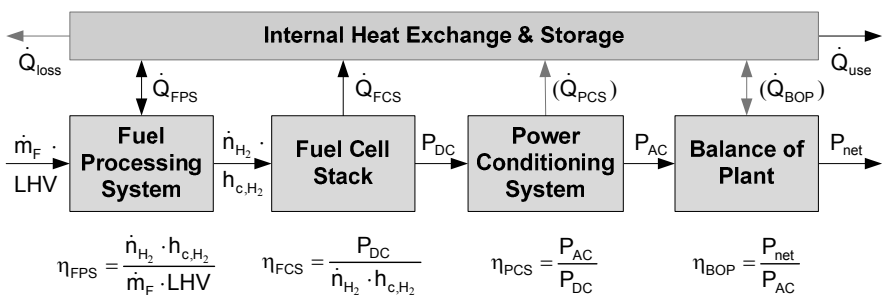 Internal Heat Exchange & Storage
Q̇loss
Q̇use
Q̇FPS
Q̇FCS
(Q̇PCS)
(Q̇BOP)
ṁF · LHV
Fuel Processing System
ṅH₂ · hc,H₂
Fuel Cell Stack
PDC
Power Conditioning System
PAC
Balance of Plant
Pnet
ηFPS = ṅH₂ · hc,H₂ / ṁF · LHV
ηFCS = PDC / ṅH₂ · hc,H₂
ηPCS = PAC / PDC
ηBOP = Pnet / PAC